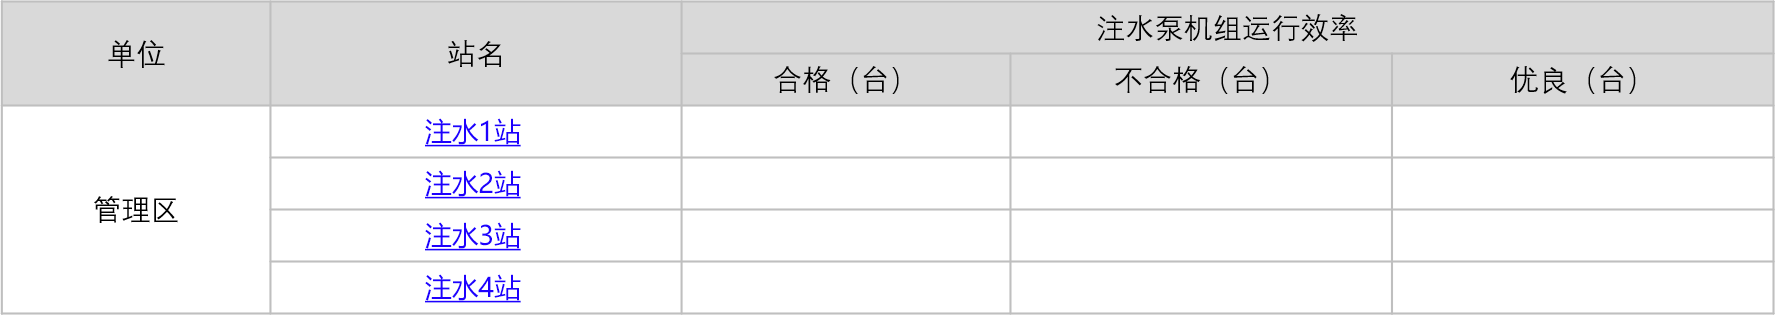 单位
站名
注水泵机组运行效率
合格（台）
不合格（台）
优良（台）
管理区
注水1站
注水2站
注水3站
注水4站